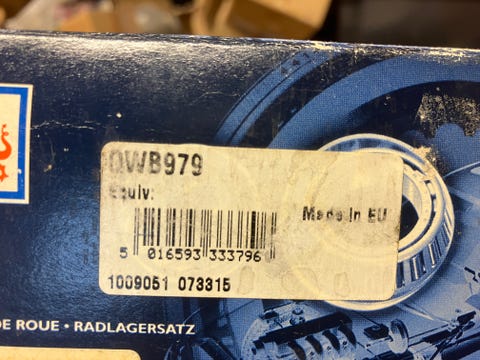 QWB979
Equiv:
Made in EU
5 016593 333796
1009051 073315
DE ROUE • RADLAGERSATZ